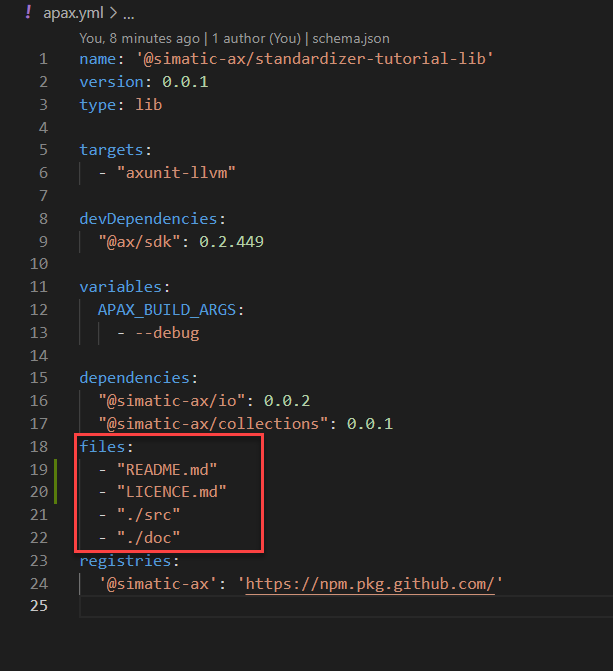 ! apax.yml > ...
You, 8 minutes ago | 1 author (You) | schema.json
1 name: '@simatic-ax/standardizer-tutorial-lib'
2 version: 0.0.1
3 type: lib
4
5 targets:
6 - "axunit-llvm"
7
8 devDependencies:
9 "@ax/sdk": 0.2.449
10
11 variables:
12 APAX_BUILD_ARGS:
13 - --debug
14
15 dependencies:
16 "@simatic-ax/io": 0.0.2
17 "@simatic-ax/collections": 0.0.1
18 files:
19 - "README.md"
20 - "LICENCE.md"
21 - "./src"
22 - "./doc"
23 registries:
24 '@simatic-ax': 'https://npm.pkg.github.com/'
25